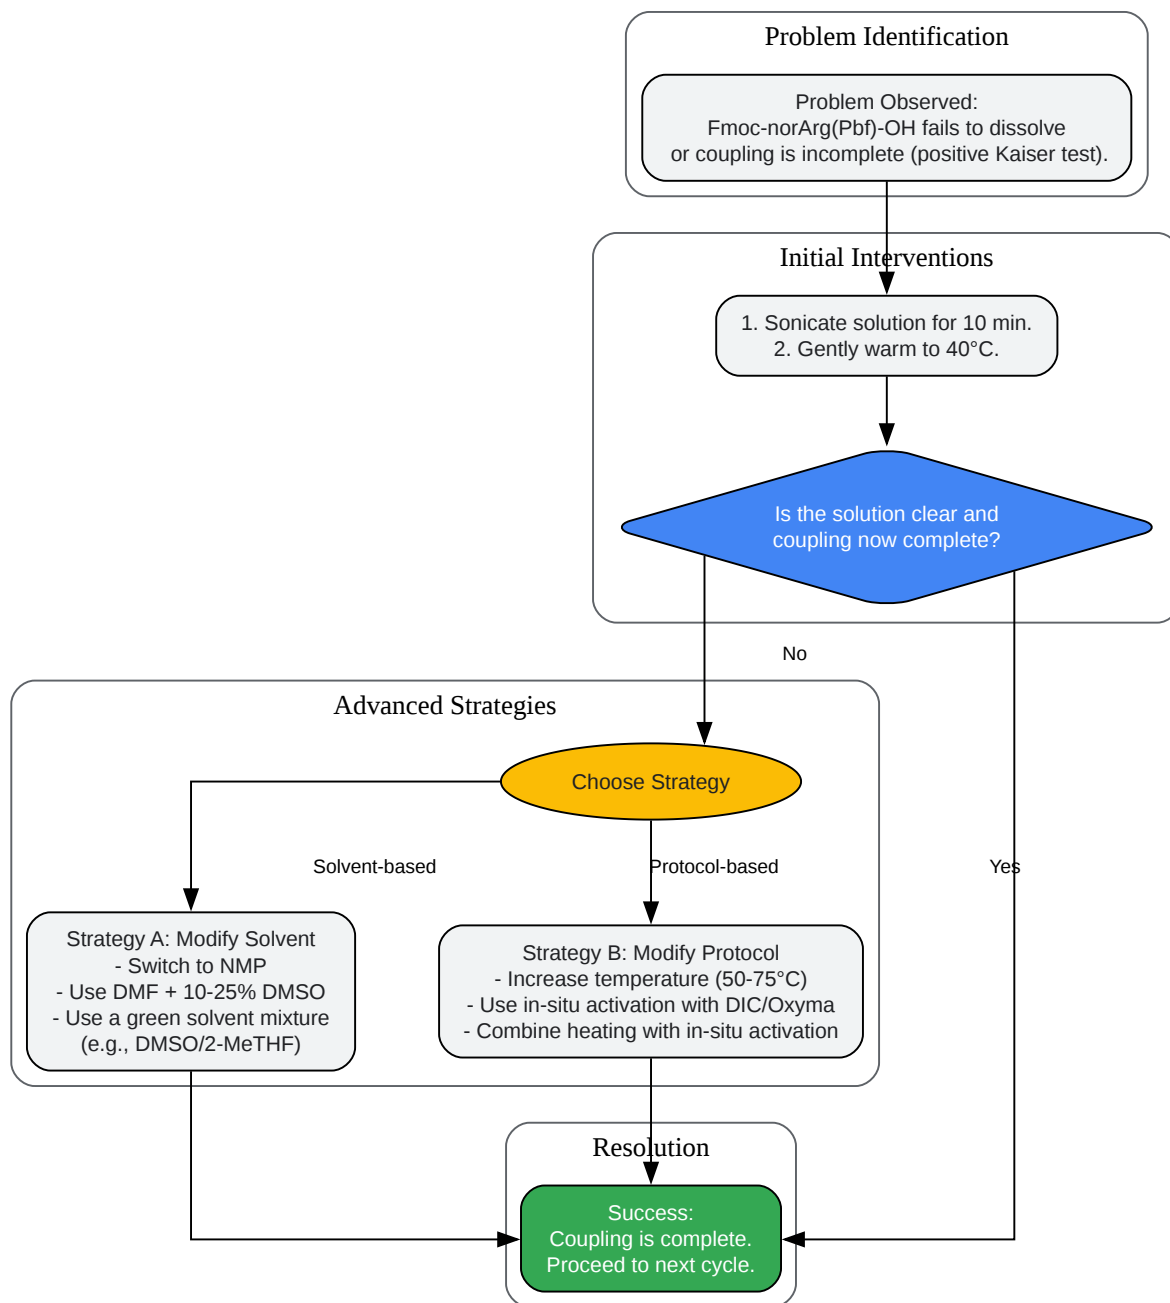 Problem Identification
Problem Observed:
Fmoc-norArg(Pbf)-OH fails to dissolve
or coupling is incomplete (positive Kaiser test).
Initial Interventions
1. Sonicate solution for 10 min.
2. Gently warm to 40°C.
Is the solution clear and
coupling now complete?
No
Advanced Strategies
Choose Strategy
Solvent-based
Protocol-based
Yes
Strategy A: Modify Solvent
- Switch to NMP
- Use DMF + 10-25% DMSO
- Use a green solvent mixture
(e.g., DMSO/2-MeTHF)
Strategy B: Modify Protocol
- Increase temperature (50-75°C)
- Use in-situ activation with DIC/Oxyma
- Combine heating with in-situ activation
Resolution
Success:
Coupling is complete.
Proceed to next cycle.